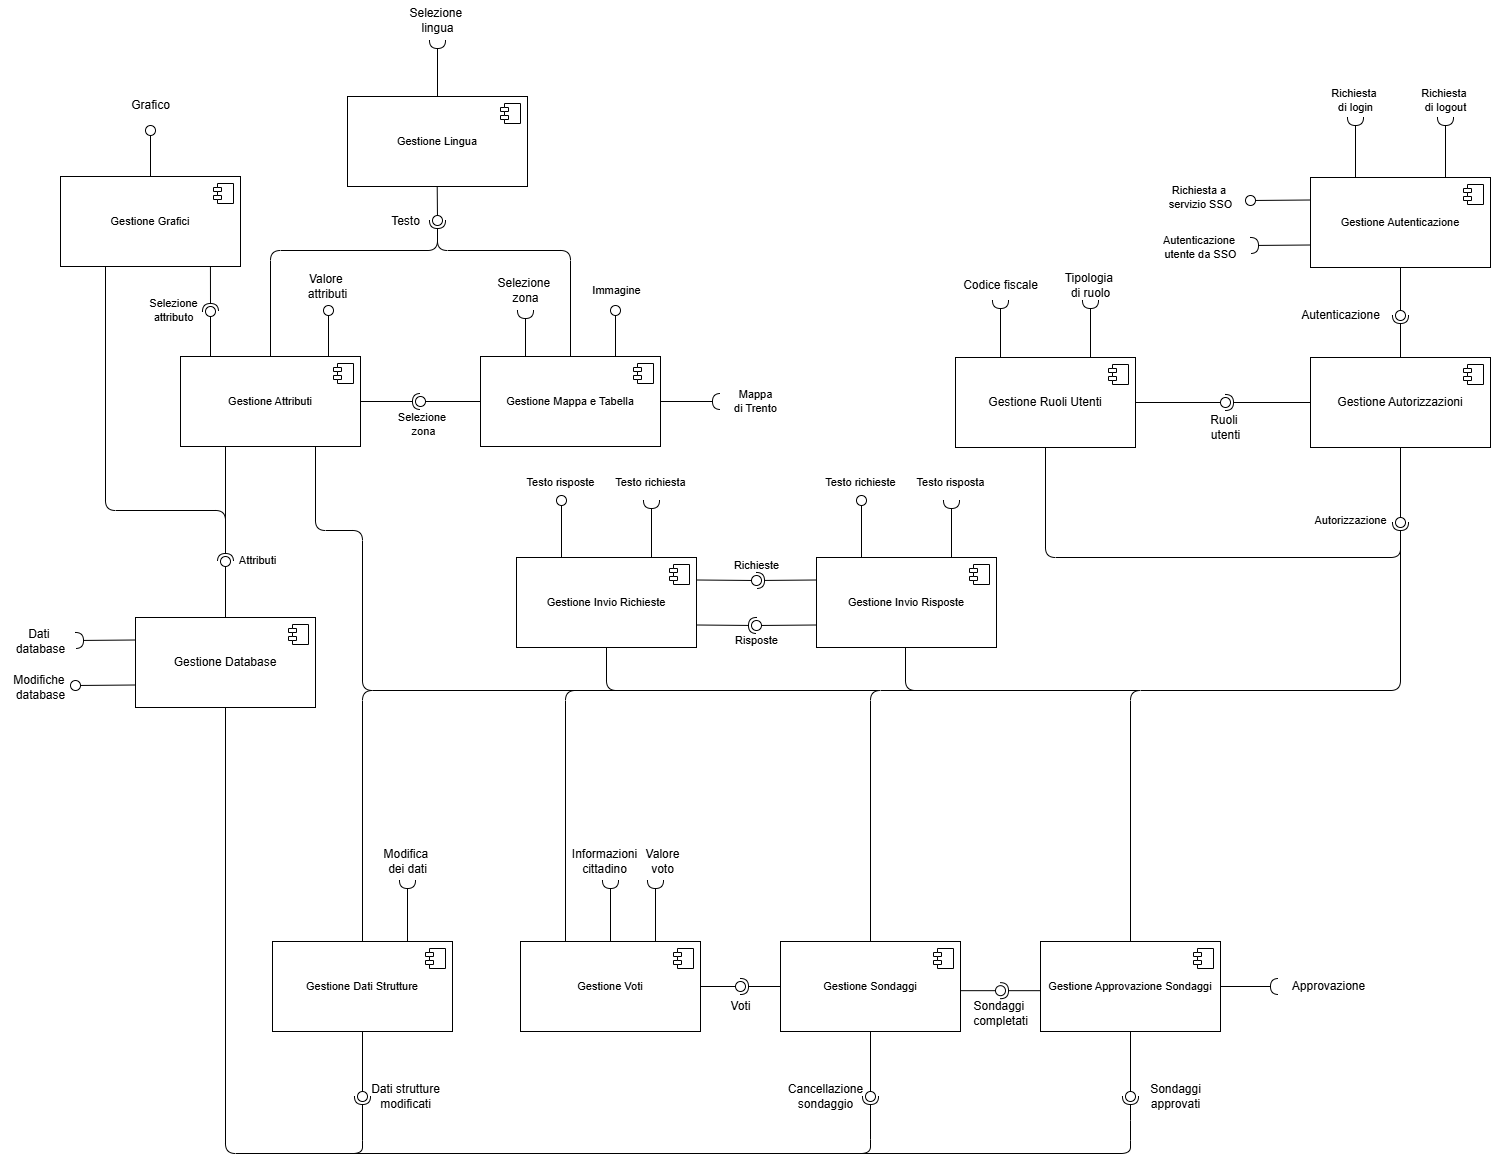 Selezione
lingua
Grafico
Gestione Lingua
Richiesta
di login
Richiesta
di logout
Gestione Grafici
Testo
Richiesta a
servizio SSO
Gestione Autenticazione
Autenticazione
utente da SSO
Selezione
attributo
Valore
attributi
Selezione
zona
Immagine
Codice fiscale
Tipologia
di ruolo
Autenticazione
Gestione Attributi
Selezione
zona
Gestione Mappa e Tabella
Mappa
di Trento
Gestione Ruoli Utenti
Ruoli
utenti
Gestione Autorizzazioni
Testo risposte
Testo richiesta
Testo richieste
Testo risposta
Autorizzazione
Attributi
Richieste
Gestione Invio Richieste
Gestione Invio Risposte
Risposte
Dati
database
Gestione Database
Modifiche
database
Modifica
dei dati
Informazioni
cittadino
Valore
voto
Gestione Dati Strutture
Gestione Voti
Voti
Gestione Sondaggi
Sondaggi
completati
Gestione Approvazione Sondaggi
Approvazione
Dati strutture
modificati
Cancellazione
sondaggio
Sondaggi
approvati